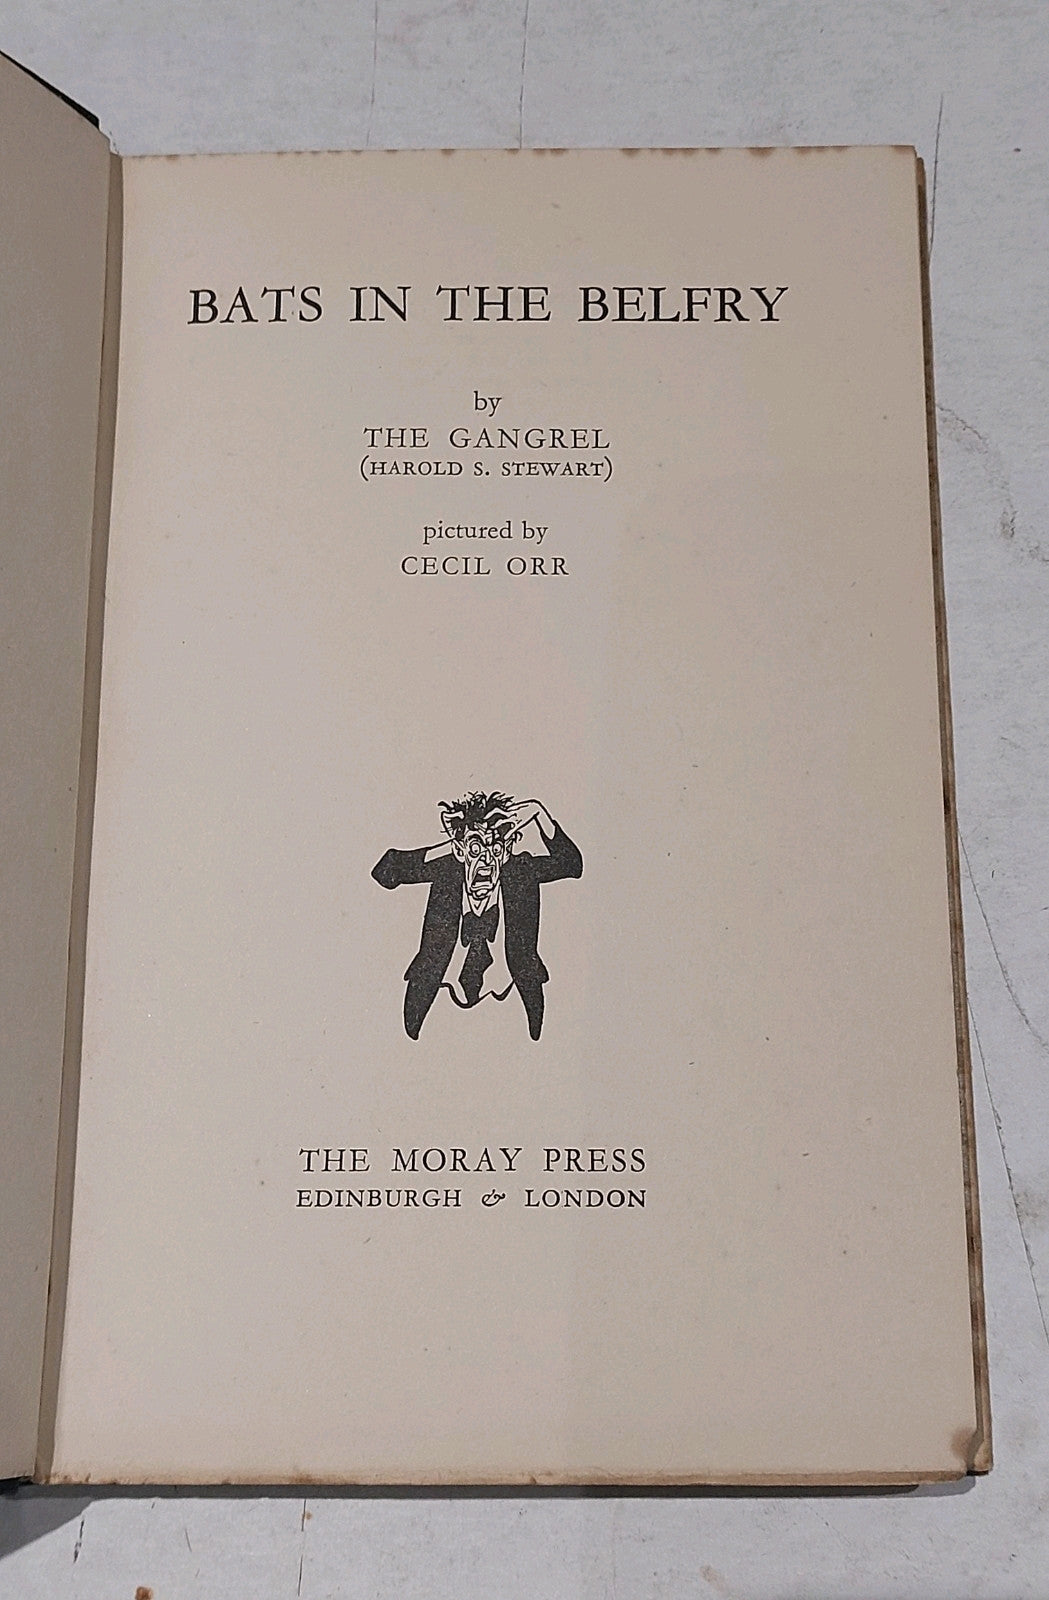 BATS IN THE BELFRY
by
THE GANGREL
(HAROLD S. STEWART)
pictured by
CECIL ORR
THE MORAY PRESS
EDINBURGH & LONDON